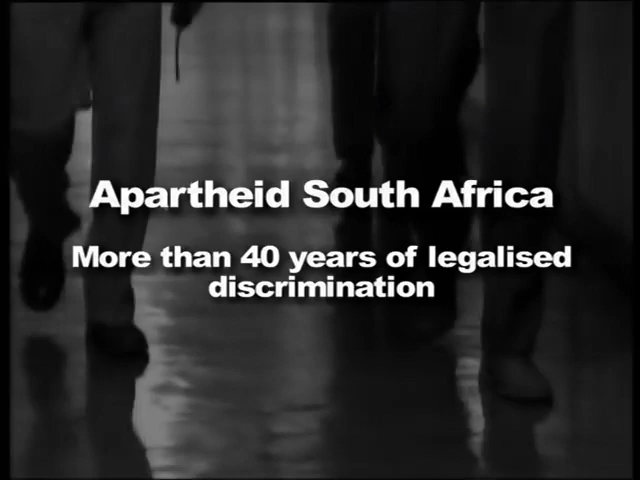 Apartheid South Africa
More than 40 years of legalised
discrimination